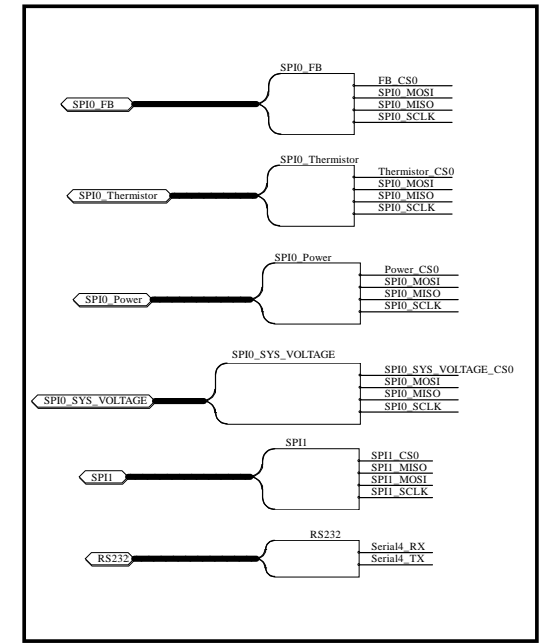 SPI0_FB
FB_CS0
SPI0_MOSI
SPI0_FB
SPI0_MISO
SPI0_SCLK
SPI0_Thermistor
Thermistor_CS0
SPI0_MOSI
SPI0_Thermistor
SPI0_MISO
SPI0_SCLK
SPI0_Power
Power_CS0
SPI0_MOSI
SPI0_Power
SPI0_MISO
SPI0_SCLK
SPI0_SYS_VOLTAGE
SPI0_SYS_VOLTAGE_CS0
SPI0_MOSI
SPI0_SYS_VOLTAGE
SPI0_MISO
SPI0_SCLK
SPI1
SPI1_CS0
SPI1_MISO
SPI1
SPI1_MOSI
SPI1_SCLK
RS232
Serial4_RX
RS232
Serial4_TX